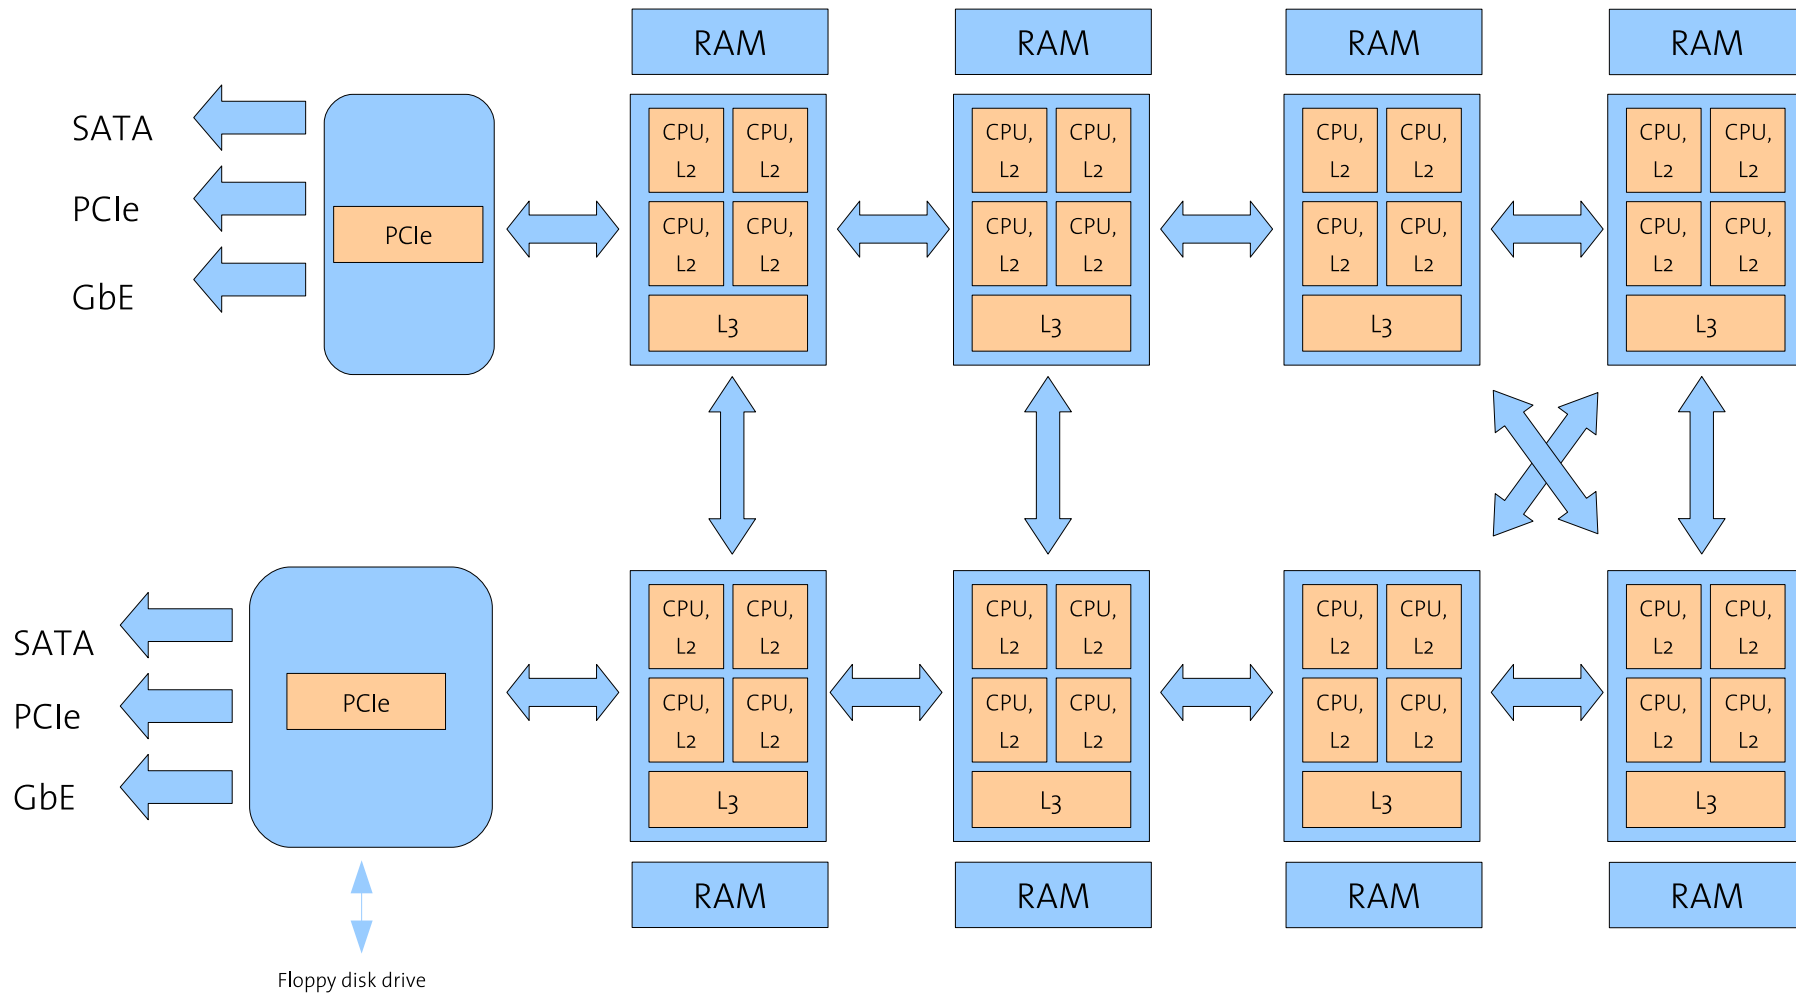 RAM RAM RAM RAM
SATA
PCIe
GbE
PCIe
CPU, CPU, CPU, CPU, CPU, CPU, CPU, CPU,
L2 L2 L2 L2 L2 L2 L2 L2
CPU, CPU, CPU, CPU, CPU, CPU, CPU, CPU,
L2 L2 L2 L2 L2 L2 L2 L2
L3 L3 L3 L3
SATA
PCIe
GbE
PCIe
CPU, CPU, CPU, CPU, CPU, CPU, CPU, CPU,
L2 L2 L2 L2 L2 L2 L2 L2
CPU, CPU, CPU, CPU, CPU, CPU, CPU, CPU,
L2 L2 L2 L2 L2 L2 L2 L2
L3 L3 L3 L3
RAM RAM RAM RAM
Floppy disk drive